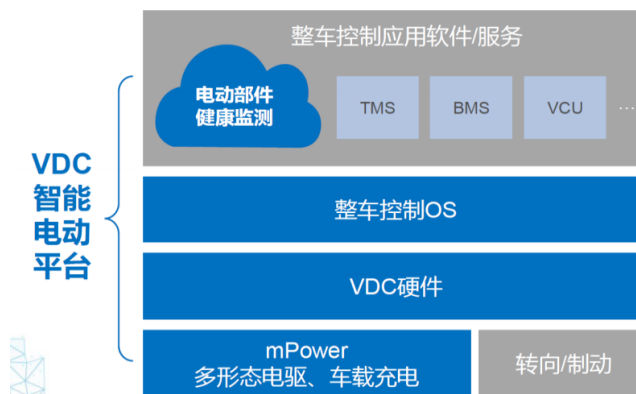 整车控制应用软件/服务
电动部件
健康监测
TMS
BMS
VCU
...
VDC
智能
电动
平台
整车控制OS
VDC硬件
mPower
多形态电驱、车载充电
转向/制动